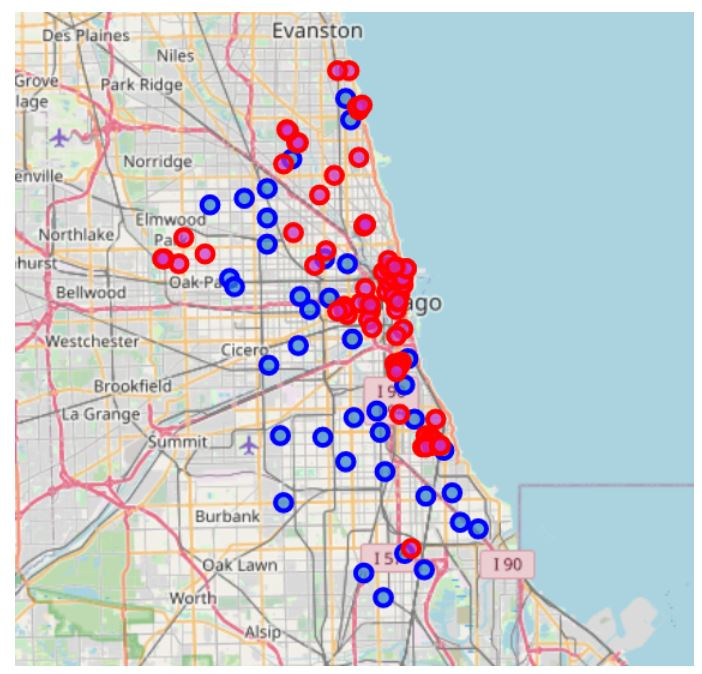 Evanston
Des Plaines
Niles
Grove
lage
Park Ridge
Norridge
enville
Elmwood
Pa
Northlake
hurst
Oak Pa
Bellwood
ago
Westchester
Cicero
Brookfield
I 90
La Grange
Summit
Burbank
Oak Lawn
I 57
I 90
Worth
Alsip